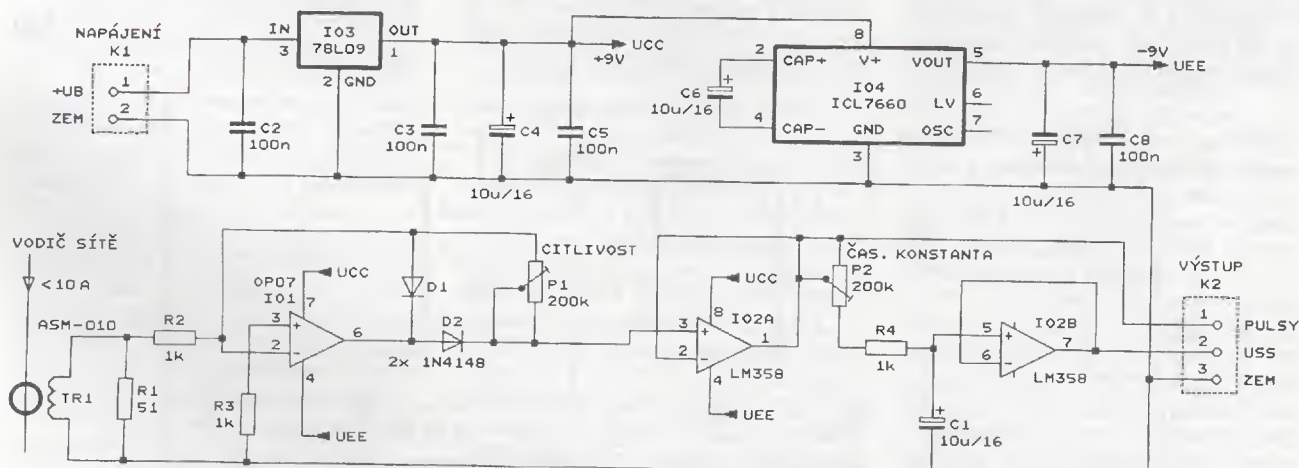 NAPÁJENÍ
K1
1
+UB
2
ZEM
C2
100n
IN
3
IO3
78L09
OUT
1
2 GND
C3
100n
+
C4
10u/16
C5
100n
UCC
+9V
C6
10u/16
+
2
4
8
CAP+
V+
VOUT
IO4
ICL7660
LV
CAP-
GND
OSC
3
5
6
7
-9V
UEE
C7
+
10u/16
C8
100n
VODIČ SÍTĚ
<10A
ASM-010
TR1
R1
51
R2
1k
R3
1k
OP07
IO1
UCC
7
3
+
2
-
6
4
UEE
D1
D2
2x 1N4148
CITLIVOST
P1
200k
UCC
8
3
+
2
-
IO2A
1
LM358
4
UEE
ČAS. KONSTANTA
P2
200k
R4
1k
+
C1
10u/16
5
+
6
-
IO2B
7
LM358
VÝSTUP
K2
1
PULSY
2
USS
3
ZEM